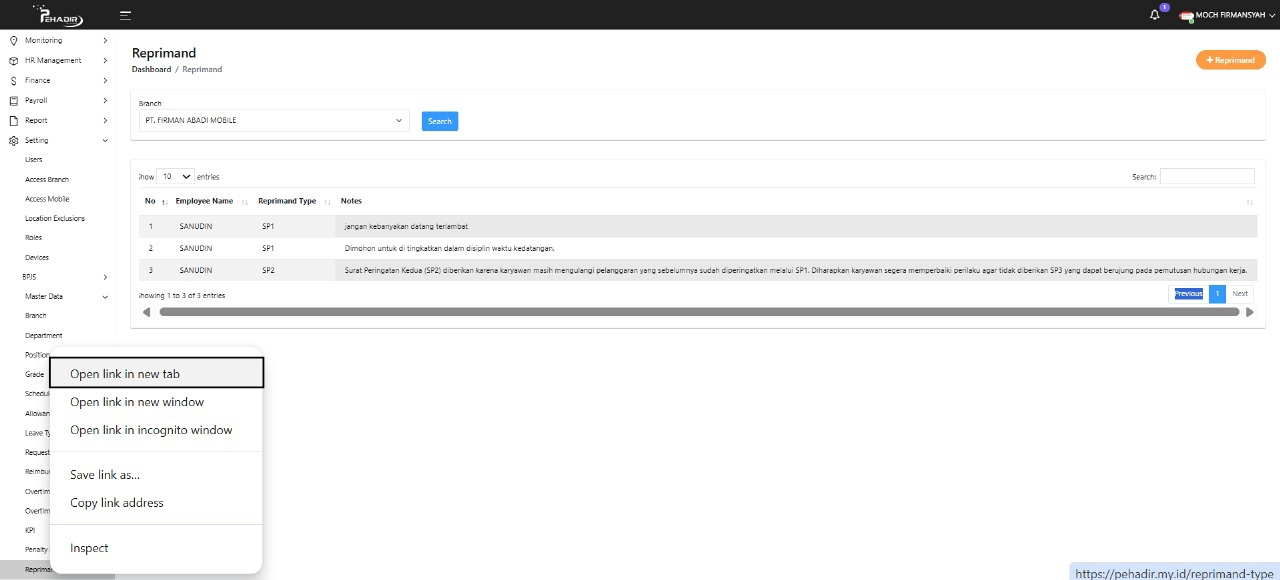 PEHADIR
1
MOCH FIRMANSYAH
Monitoring
HR Management
Finance
Payroll
Report
Setting
Users
Access Branch
Access Mobile
Location Exclusions
Roles
Devices
BPJS
Master Data
Branch
Department
Position
Grade
Reprimand
Dashboard / Reprimand
+ Reprimand
Branch
PT. FIRMAN ABADI MOBILE
Search
how 10 entries
Search:
No Employee Name Reprimand Type Notes
1 SANUDIN SP1 jangan kebanyakan datang terlambat
2 SANUDIN SP1 Dimohon untuk di tingkatkan dalam disiplin waktu kedatangan.
3 SANUDIN SP2 Surat Peringatan Kedua (SP2) diberikan karena karyawan masih mengulangi pelanggaran yang sebelumnya sudah diperingatkan melalui SP1. Diharapkan karyawan segera memperbaiki perilaku agar tidak diberikan SP3 yang dapat berujung pada pemutusan hubungan kerja.
howing 1 to 3 of 3 entries
Previous 1 Next
Schedul
Allowan
Leave Ty
Request
Reimbu
Overtim
Overtim
KPI
Penalty
Reprima
Open link in new tab
Open link in new window
Open link in incognito window
Save link as...
Copy link address
Inspect
https://pehadir.my.id/reprimand-type